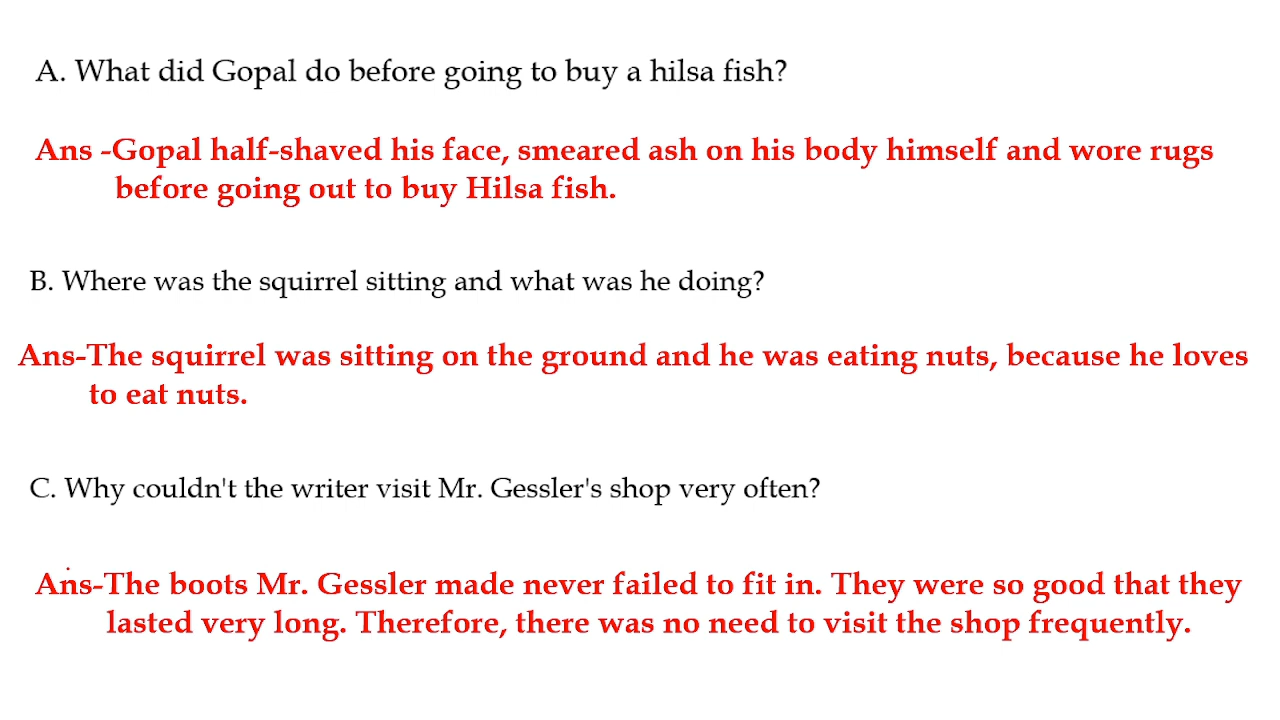 A. What did Gopal do before going to buy a hilsa fish?
Ans -Gopal half-shaved his face, smeared ash on his body himself and wore rugs
before going out to buy Hilsa fish.
B. Where was the squirrel sitting and what was he doing?
Ans-The squirrel was sitting on the ground and he was eating nuts, because he loves
to eat nuts.
C. Why couldn't the writer visit Mr. Gessler's shop very often?
Ans-The boots Mr. Gessler made never failed to fit in. They were so good that they
lasted very long. Therefore, there was no need to visit the shop frequently.